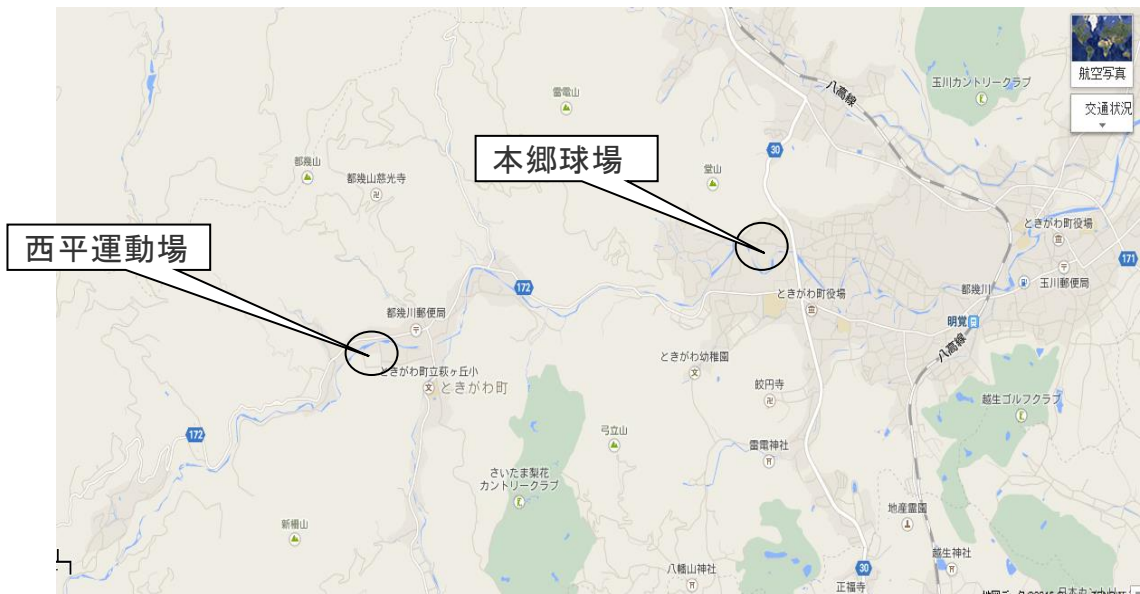 玉川カントリークラブ
航空写真
交通状況
八高線
雷電山
本郷球場
30
堂山
都幾山
都幾山慈光寺
西平運動場
ときがわ町役場
171
玉川郵便局
172
都幾川
ときがわ町役場
明覚
都幾川郵便局
八高線
ときがわ幼稚園
ときがわ町立萩ヶ丘小
ときがわ町
鮫円寺
越生ゴルフクラブ
172
弓立山
雷電神社
さいたま梨花
カントリークラブ
地産霊園
新柵山
越生神社
八幡山神社
30
正福寺